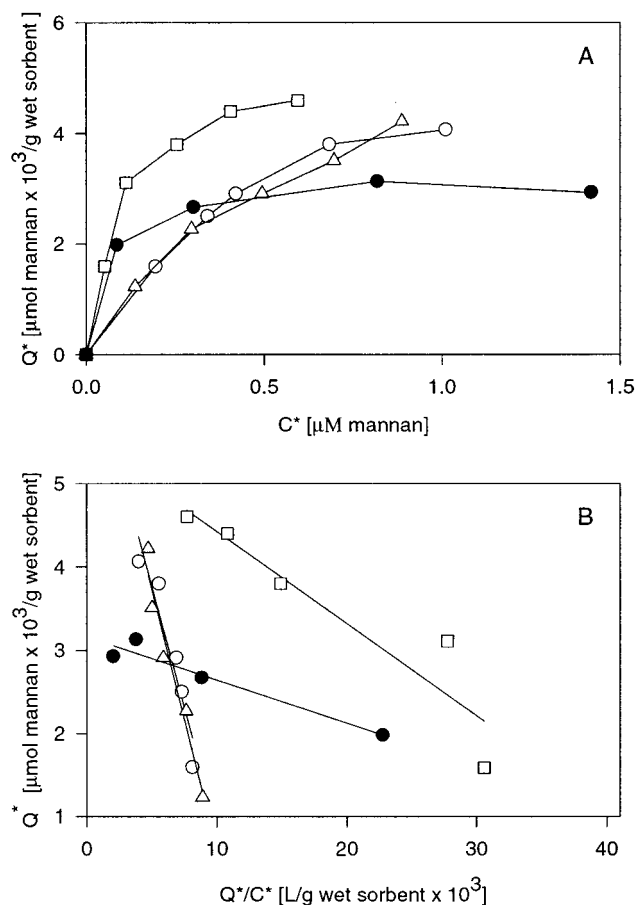 A
6
4
2
0
Q* [μmol mannan x 10³/g wet sorbent ]
0.0 0.5 1.0 1.5
C* [μM mannan]
B
5
4
3
2
1
Q* [μmol mannan x 10³/g wet sorbent]
0 10 20 30 40
Q*/C* [L/g wet sorbent x 10³]